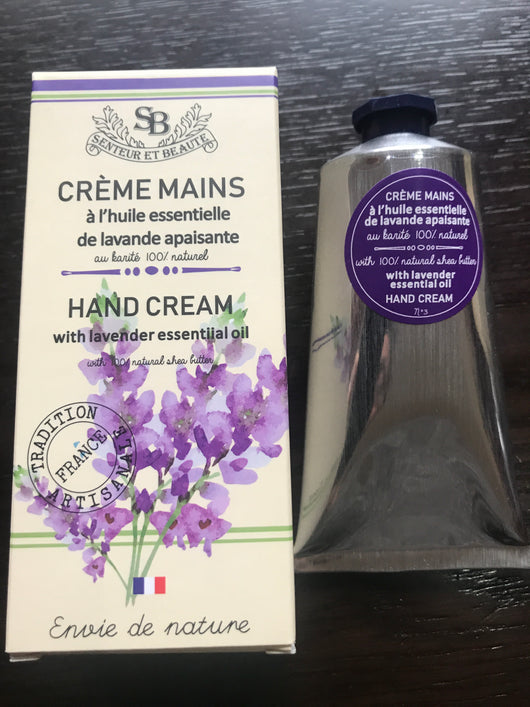 SB
SENTEUR ET BEAUTÉ
CRÈME MAINS
à l'huile essentielle
de lavande apaisante
au karité 100% naturel
HAND CREAM
with lavender essentijal oil
with 100% natural shea butter
TRADITION
FRANCE
ARTISANALE
Envie de nature
CRÈME MAINS
à l'huile essentielle
de lavande apaisante
au karité 100% naturel
with 100% natural shea butter
with lavender
essential oil
HAND CREAM